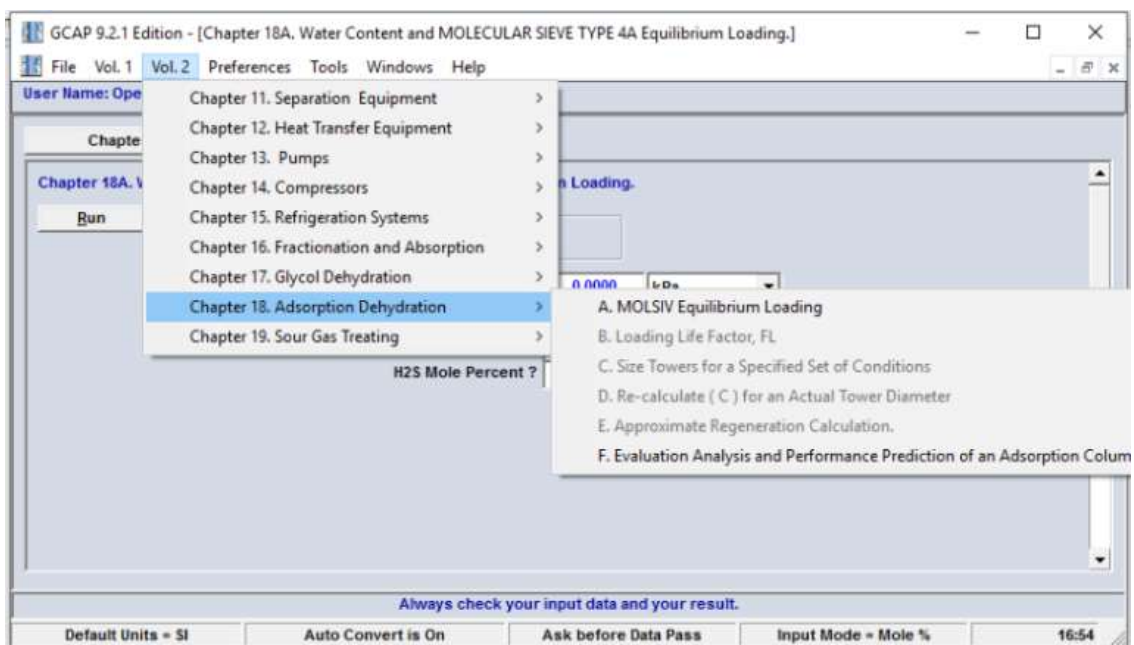 GCAP 9.2.1 Edition - [Chapter 18A. Water Content and MOLECULAR SIEVE TYPE 4A Equilibrium Loading.]
File Vol. 1 Vol. 2 Preferences Tools Windows Help
User Name: Ope
Chapter 11. Separation Equipment
Chapter 12. Heat Transfer Equipment
Chapte
Chapter 13. Pumps
Chapter 18A. W
Chapter 14. Compressors
n Loading.
Run
Chapter 15. Refrigeration Systems
Chapter 16. Fractionation and Absorption
Chapter 17. Glycol Dehydration
0.0000 kPa
Chapter 18. Adsorption Dehydration
A. MOLSIV Equilibrium Loading
Chapter 19. Sour Gas Treating
B. Loading Life Factor, FL
H2S Mole Percent ?
C. Size Towers for a Specified Set of Conditions
D. Re-calculate ( C ) for an Actual Tower Diameter
E. Approximate Regeneration Calculation.
F. Evaluation Analysis and Performance Prediction of an Adsorption Colum
Always check your input data and your result.
Default Units = SI Auto Convert is On Ask before Data Pass Input Mode = Mole % 16:54